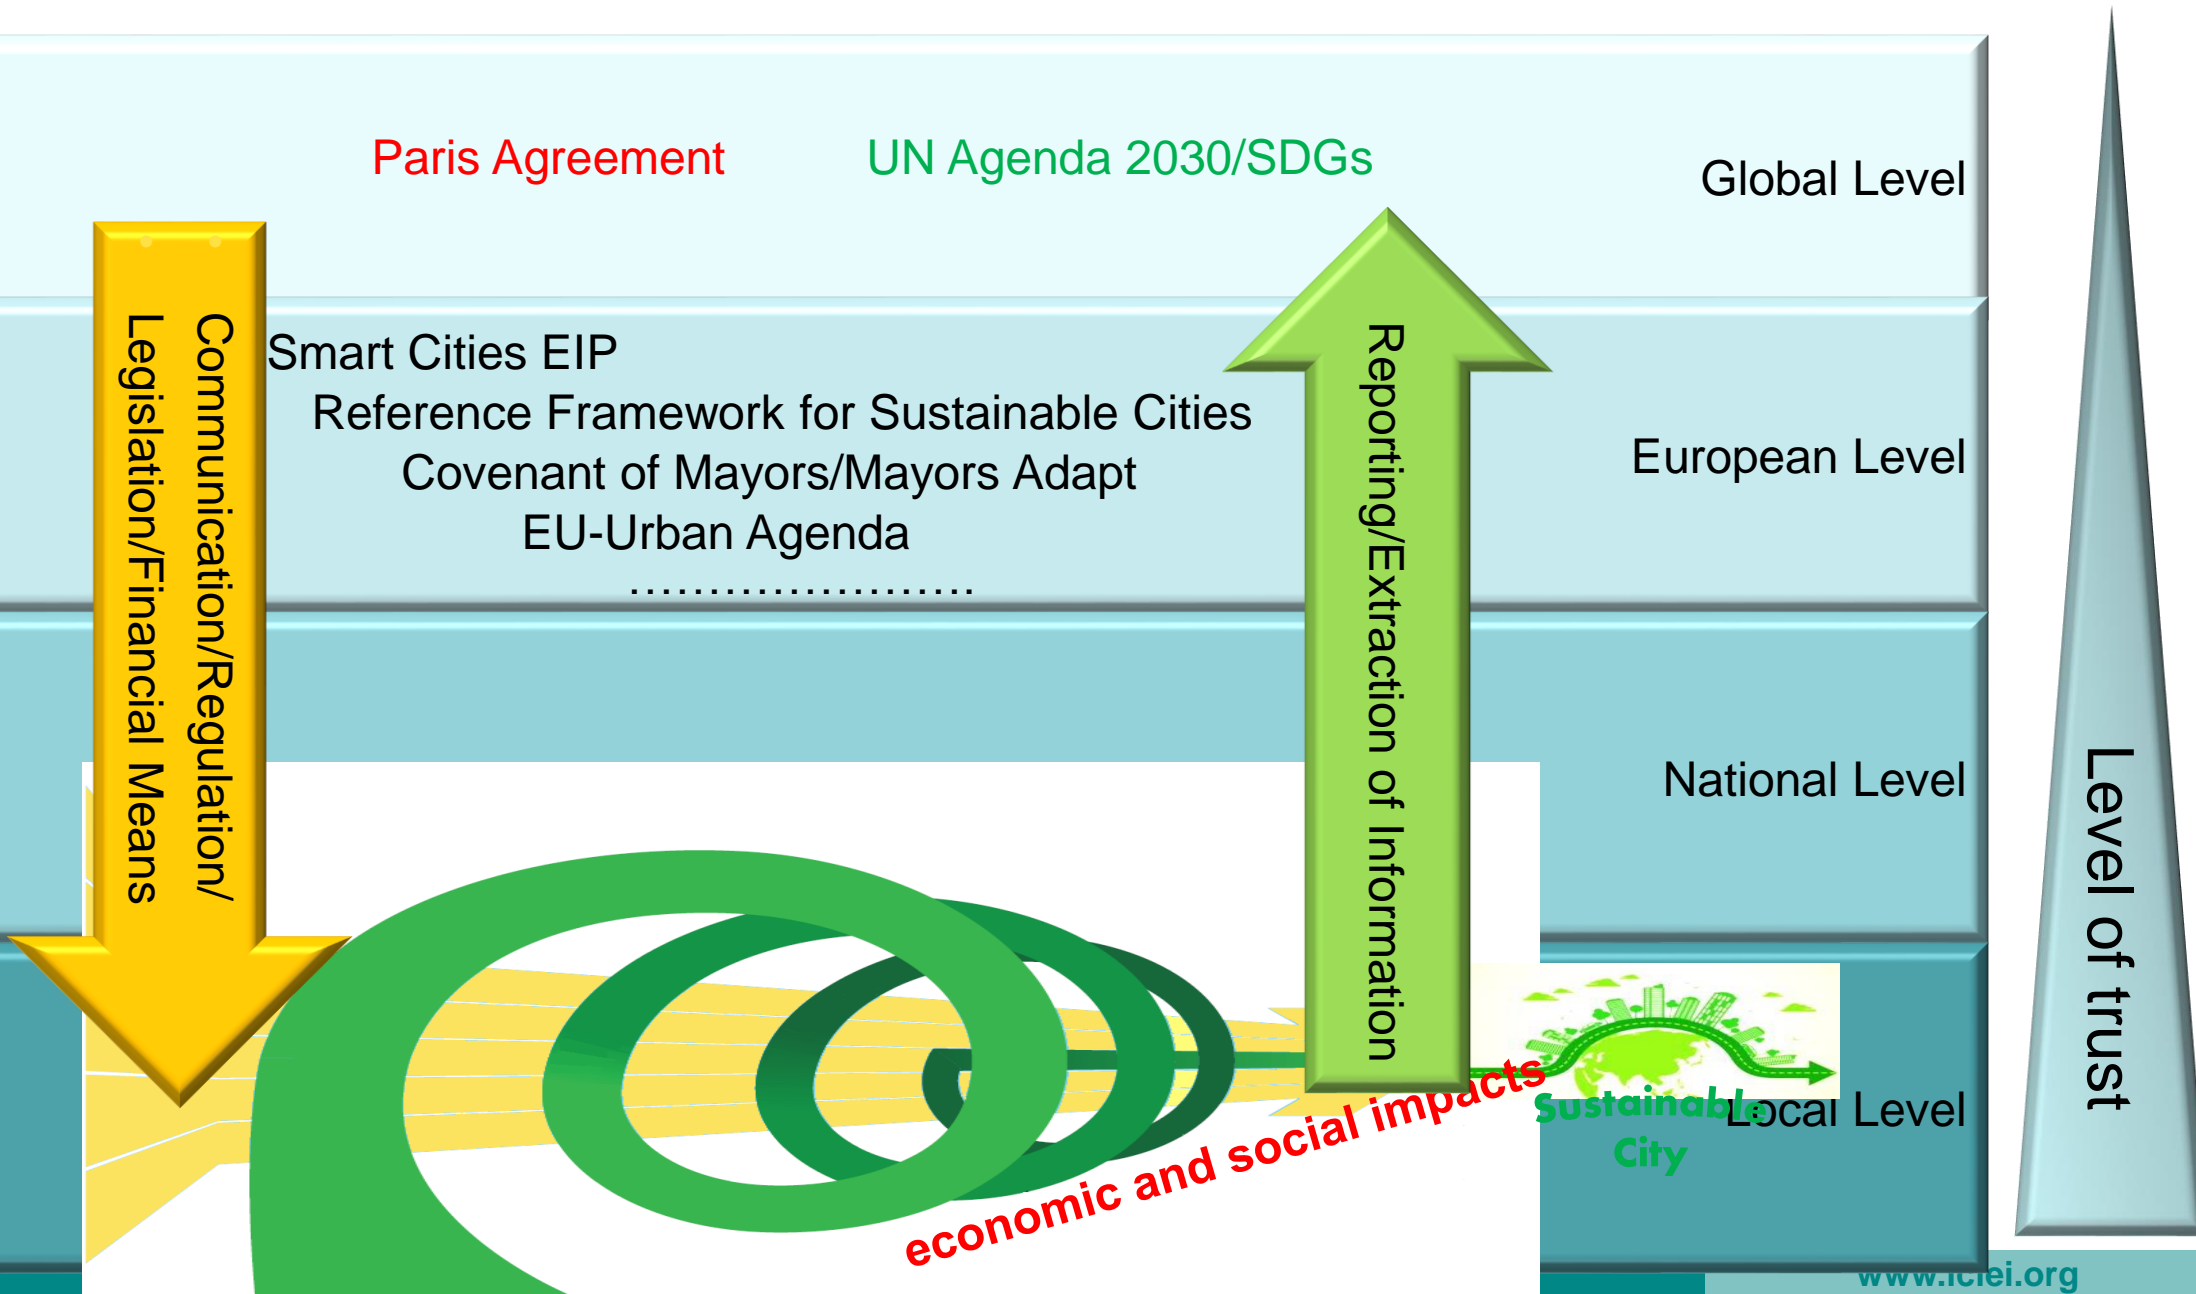 Paris Agreement
UN Agenda 2030/SDGs
Global Level
Communication/Regulation/
Legislation/Financial Means
Smart Cities EIP
Reference Framework for Sustainable Cities
Covenant of Mayors/Mayors Adapt
EU-Urban Agenda
........................
Reporting/Extraction of Information
European Level
National Level
Level of trust
economic and social impacts
Sustainable
City
Local Level
www.iclei.org